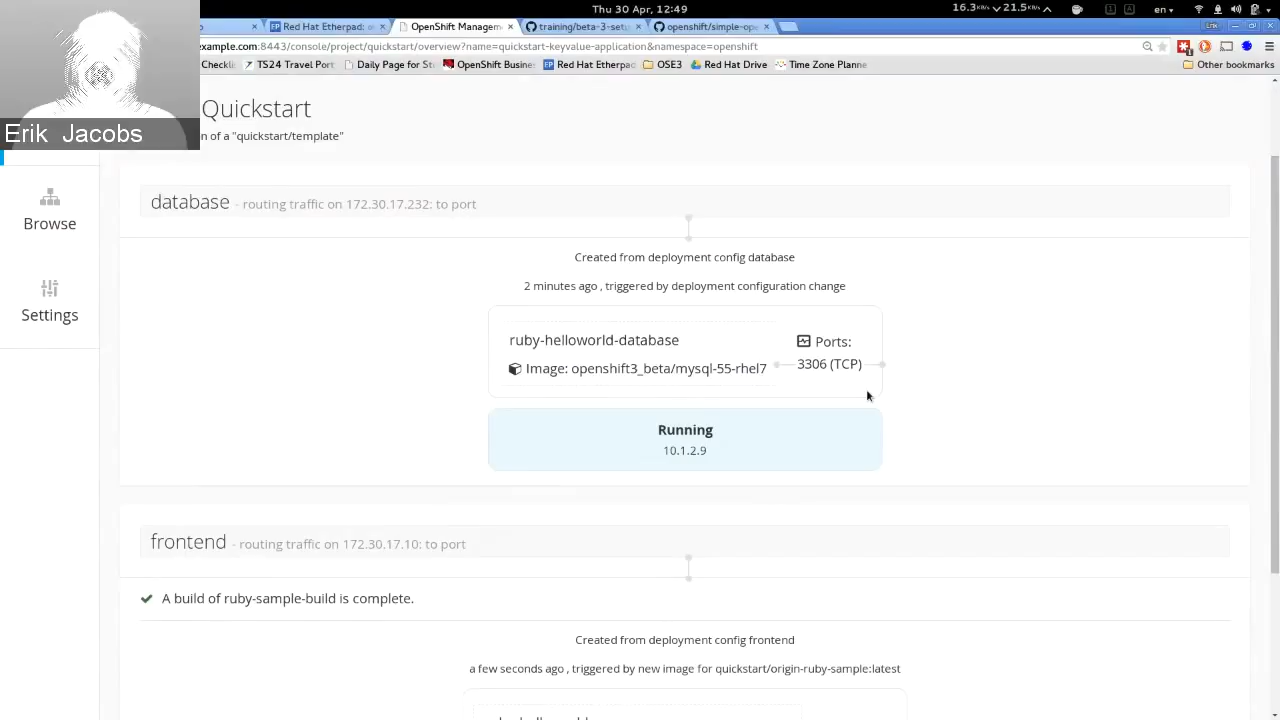 Thu 30 Apr, 12:49
16.3
21.5
en
Red Hat Etherpad:
OpenShift Managem
training/beta-3-setu
openshift/simple-ope
Erik
example.com:8443/console/project/quickstart/overview?name=quickstart-keyvalue-application&namespace=openshift
Checkli
TS24 Travel Port
Daily Page for St
OpenShift Busine
Red Hat Etherpad
OSE3
Red Hat Drive
Time Zone Planne
Other bookmarks
Erik Jacobs
Quickstart
n of a "quickstart/template"
Browse
Settings
database - routing traffic on 172.30.17.232: to port
Created from deployment config database
2 minutes ago , triggered by deployment configuration change
ruby-helloworld-database
Image: openshift3_beta/mysql-55-rhel7
Ports:
3306 (TCP)
Running
10.1.2.9
frontend - routing traffic on 172.30.17.10: to port
A build of ruby-sample-build is complete.
Created from deployment config frontend
a few seconds ago , triggered by new image for quickstart/origin-ruby-sample:latest